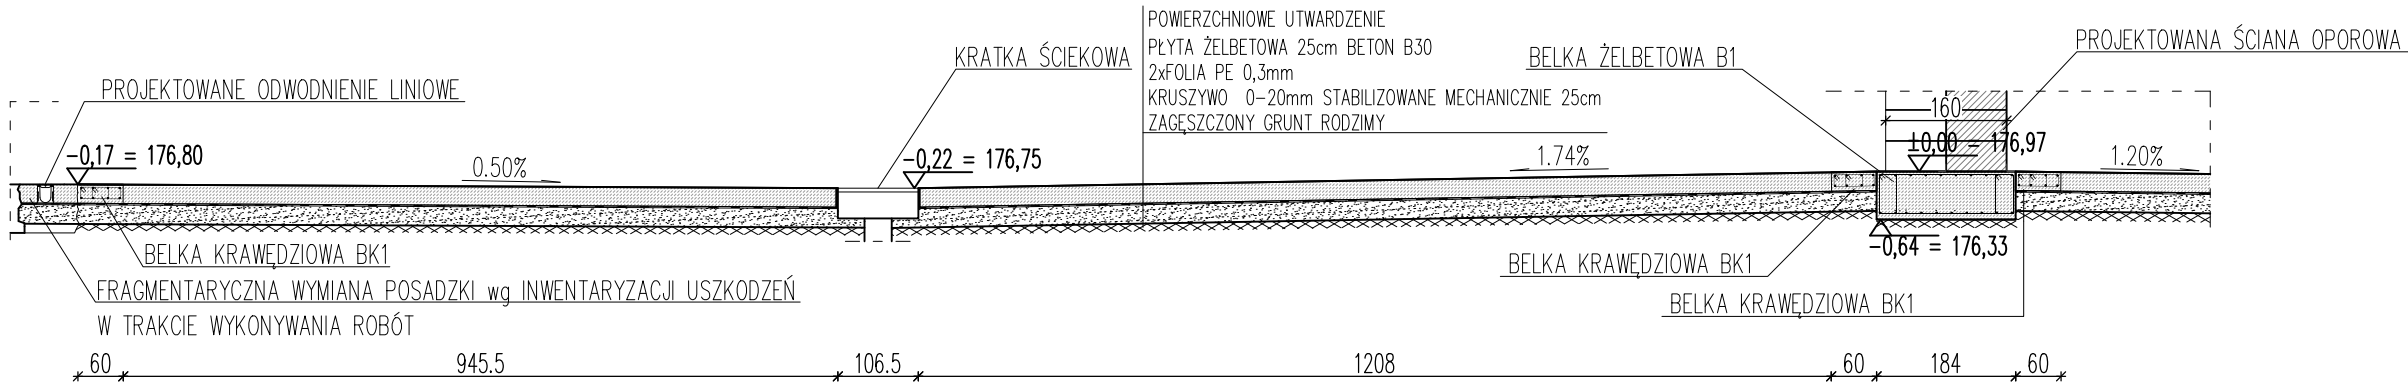 POWIERZCHNIOWE UTWARDZENIE
PŁYTA ŻELBETOWA 25cm BETON B30
2xFOLIA PE 0,3mm
KRUSZYWO 0-20mm STABILIZOWANE MECHANICZNIE 25cm
ZAGĘSZCZONY GRUNT RODZIMY
KRATKA ŚCIEKOWA
BELKA ŻELBETOWA B1
PROJEKTOWANA ŚCIANA OPOROWA
PROJEKTOWANE ODWODNIENIE LINIOWE
160
-0,17 = 176,80
0.50%
-0,22 = 176,75
1.74%
±0,00 = 176,97
1.20%
-0,64 = 176,33
BELKA KRAWĘDZIOWA BK1
BELKA KRAWĘDZIOWA BK1
BELKA KRAWĘDZIOWA BK1
FRAGMENTARYCZNA WYMIANA POSADZKI wg INWENTARYZACJI USZKODZEŃ
W TRAKCIE WYKONYWANIA ROBÓT
60 945.5 106.5 1208 60 184 60